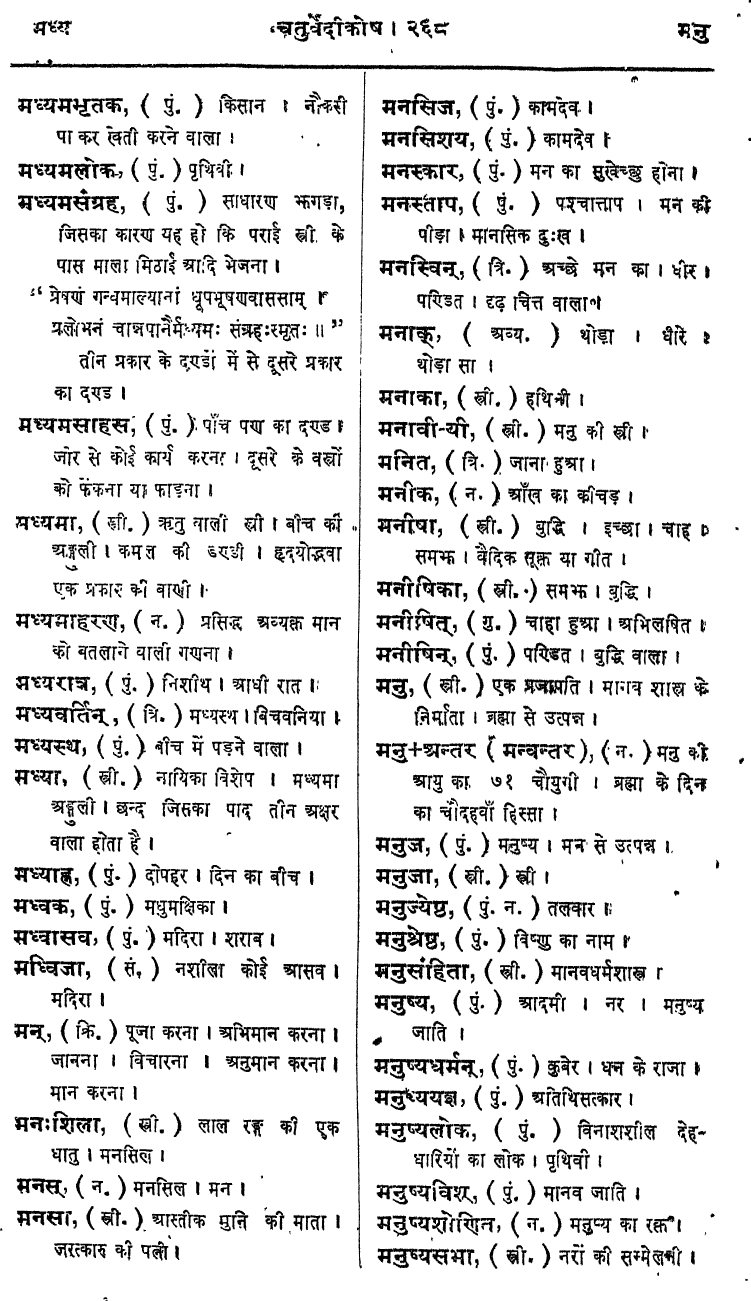 मध्य
चतुर्वेदीकोष । २६८
मनु
मध्यमभृतक, ( पुं. ) किसान । नौकरी
पा कर खेती करने वाला ।
मध्यमलोक, ( पुं. ) पृथिवी ।
मध्यमसंग्रह, ( पुं. ) साधारण झगड़ा,
जिसका कारण यह हो कि पराई स्त्री के
पास माला मिठाई आदि भेजना ।
“ प्रेषणं गन्धमाल्यानां धूपभूषणवाससाम् ।
प्रलोभनं चान्नपानैर्मध्यमः संग्रहःस्मृतः ॥ ”
तीन प्रकार के दण्डों में से दूसरे प्रकार
का दण्ड ।
मध्यमसाहस, ( पुं. ) पाँच पण का दण्ड ।
जोर से कोई कार्य करना । दूसरे के वस्त्रों
को फेंकना या फाड़ना ।
मध्यमा, ( स्त्री. ) ऋतु वाली स्त्री । बीच की
अङ्गुली । कमल की डण्डी । हृदयोद्भवा
एक प्रकार की वाणी ।
मध्यमाहरण, ( न. ) प्रसिद्ध अव्यक्त मान
को बतलाने वाली गणना ।
मध्यरात्र, ( पुं. ) निशीथ । आधी रात ।
मध्यवर्तिन्, ( त्रि. ) मध्यस्थ । बिचवनिया ।
मध्यस्थ, ( पुं. ) बीच में पड़ने वाला ।
मध्या, ( स्त्री. ) नायिका विशेष । मध्यमा
अङ्गुली । छन्द जिसका पाद तीन अक्षर
वाला होता है ।
मध्याह्न, ( पुं. ) दोपहर । दिन का बीच ।
मध्वक, ( पुं. ) मधुमक्षिका ।
मध्वासव, ( पुं. ) मदिरा । शराब ।
मध्विजा, ( सं. ) नशीला कोई आसव ।
मदिरा ।
मन्, ( क्रि. ) पूजा करना । अभिमान करना ।
जानना । विचारना । अनुमान करना ।
मान करना ।
मनःशिला, ( स्त्री. ) लाल रङ्ग की एक
धातु । मनसिल ।
मनस्, ( न. ) मनसिल । मन ।
मनसा, ( स्त्री. ) आस्तीक मुनि की माता ।
जरत्कारु की पत्नी ।
मनसिज, ( पुं. ) कामदेव ।
मनसिशय, ( पुं. ) कामदेव ।
मनस्कार, ( पुं. ) मन का सुखेच्छु होना ।
मनस्ताप, ( पुं. ) पश्चात्ताप । मन की
पीड़ा । मानसिक दुःख ।
मनस्विन्, ( त्रि. ) अच्छे मन का । धीर ।
पण्डित । दृढ़ चित्त वाला ।
मनाक्, ( अव्य. ) थोड़ा । धीरे ।
थोड़ा सा ।
मनाका, ( स्त्री. ) हथिनी ।
मनावी-यी, ( स्त्री. ) मनु की स्त्री ।
मनित, ( त्रि. ) जाना हुआ ।
मनीक, ( न. ) आँख का कीचड़ ।
मनीषा, ( स्त्री. ) बुद्धि । इच्छा । चाह ।
समझ । वैदिक सूक्त या गीत ।
मनीषिका, ( स्त्री. ) समझ । बुद्धि ।
मनीषित्, ( गु. ) चाहा हुआ । अभिलषित ।
मनीषिन्, ( पुं. ) पण्डित । बुद्धि वाला ।
मनु, ( स्त्री. ) एक प्रजापति । मानव शास्त्र के
निर्माता । ब्रह्मा से उत्पन्न ।
मनु+अन्तर ( मन्वन्तर ), ( न. ) मनु की
आयु का ७१ चौयुगी । ब्रह्मा के दिन
का चौदहवाँ हिस्सा ।
मनुज, ( पुं. ) मनुष्य । मन से उत्पन्न ।
मनुजा, ( स्त्री. ) स्त्री ।
मनुज्येष्ठ, ( पुं. न. ) तलवार ।
मनुश्रेष्ठ, ( पुं. ) विष्णु का नाम ।
मनुसंहिता, ( स्त्री. ) मानवधर्मशास्त्र ।
मनुष्य, ( पुं. ) आदमी । नर । मनुष्य
जाति ।
मनुष्यधर्मन्, ( पुं. ) कुबेर । धन के राजा ।
मनुष्ययज्ञ, ( पुं. ) अतिथिसत्कार ।
मनुष्यलोक, ( पुं. ) विनाशशील देह-
धारियों का लोक । पृथिवी ।
मनुष्यविश्, ( पुं. ) मानव जाति ।
मनुष्यशोणित, ( न. ) मनुष्य का रक्त ।
मनुष्यसभा, ( स्त्री. ) नरों की सम्मेलनी ।